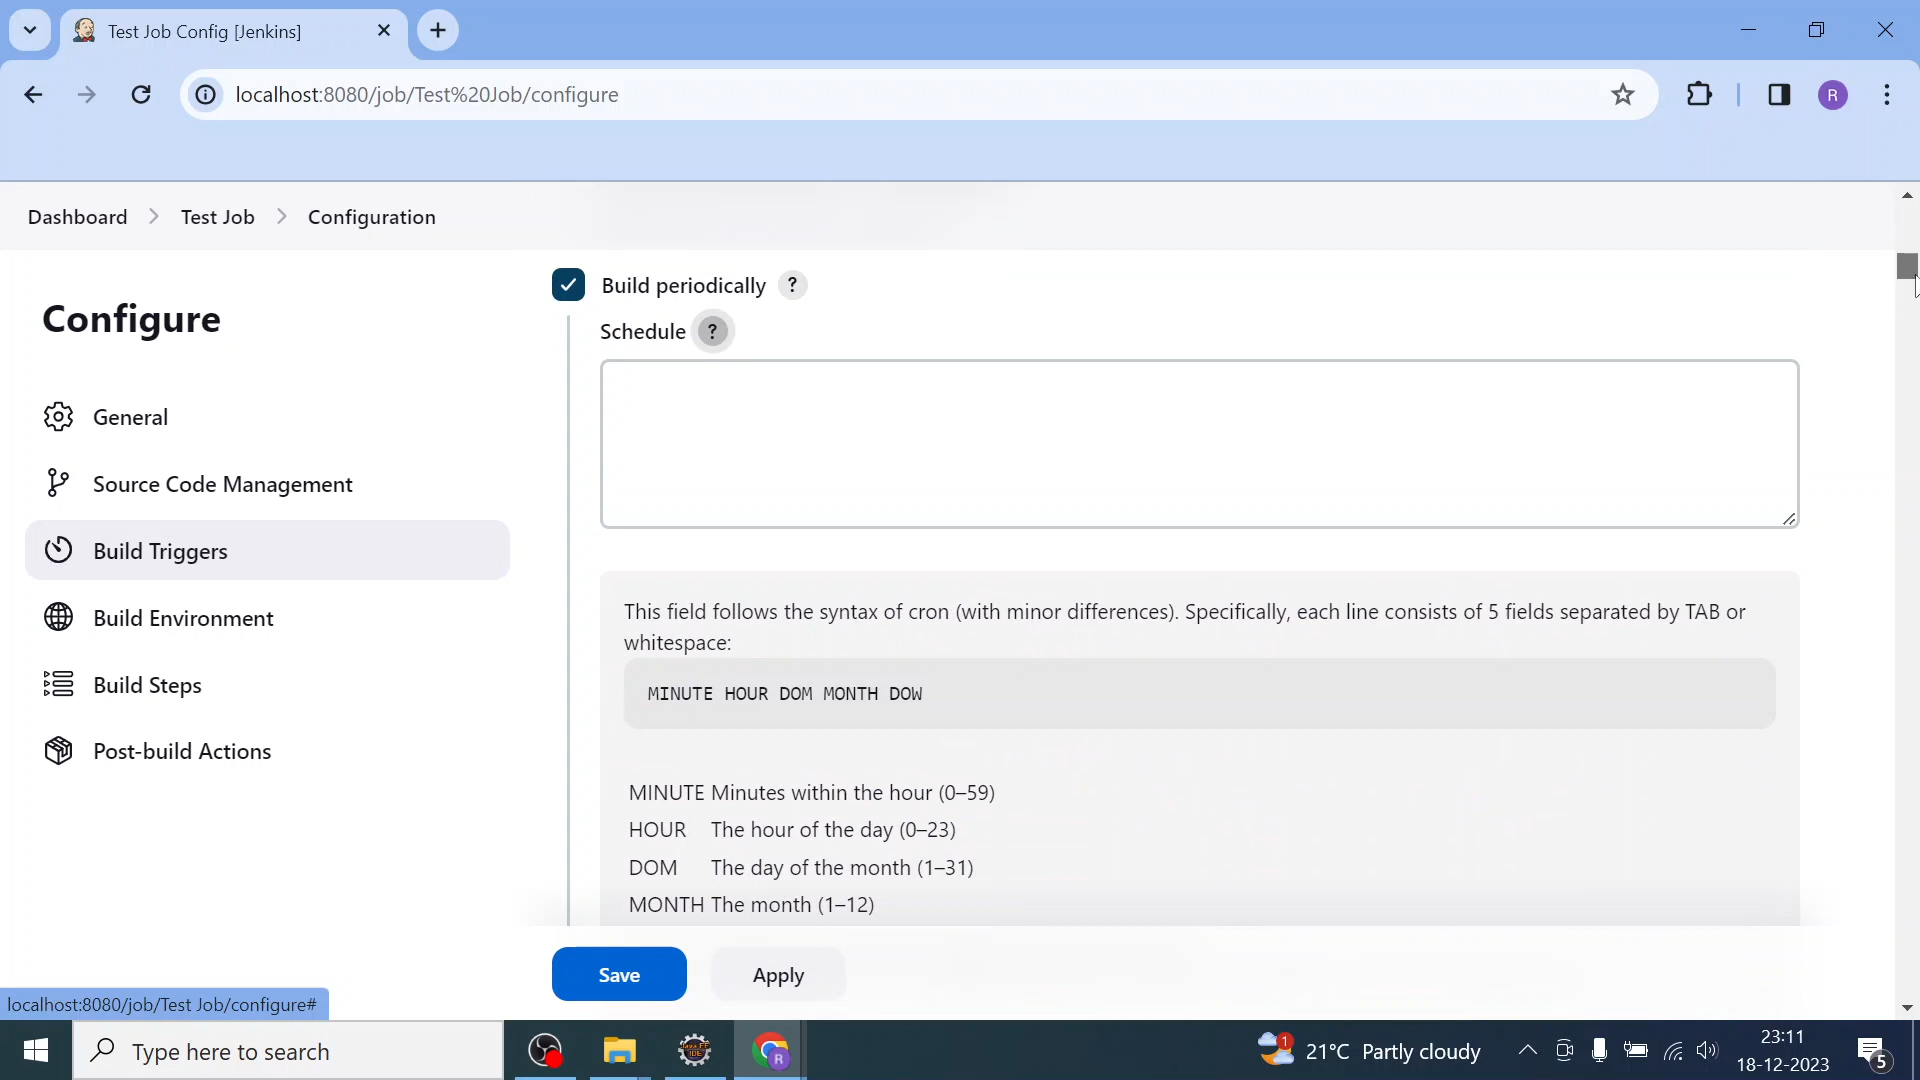 Test Job Config [Jenkins]
localhost:8080/job/Test%20Job/configure
R
Dashboard
Test Job
Configuration
Configure
General
Source Code Management
Build Triggers
Build Environment
Build Steps
Post-build Actions
Build periodically ?
Schedule ?
This field follows the syntax of cron (with minor differences). Specifically, each line consists of 5 fields separated by TAB or
whitespace:
MINUTE HOUR DOM MONTH DOW
MINUTE Minutes within the hour (0–59)
HOUR The hour of the day (0–23)
DOM The day of the month (1–31)
MONTH The month (1–12)
Save
Apply
localhost:8080/job/Test Job/configure#
Type here to search
IDE
R
1
21°C Partly cloudy
23:11
18-12-2023
5